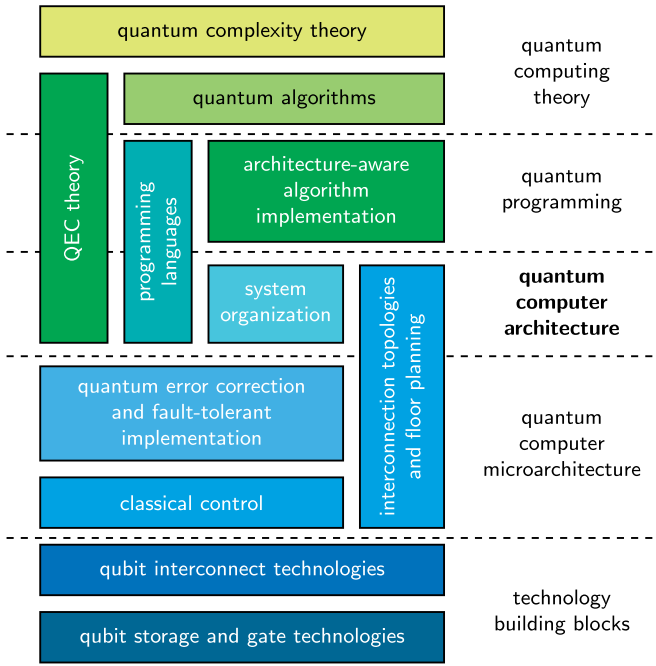 quantum complexity theory
quantum
computing
theory
QEC theory
quantum algorithms
programming
languages
architecture-aware
algorithm
implementation
quantum
programming
system
organization
interconnection topologies
and floor planning
quantum
computer
architecture
quantum error correction
and fault-tolerant
implementation
classical control
quantum
computer
microarchitecture
qubit interconnect technologies
qubit storage and gate technologies
technology
building blocks